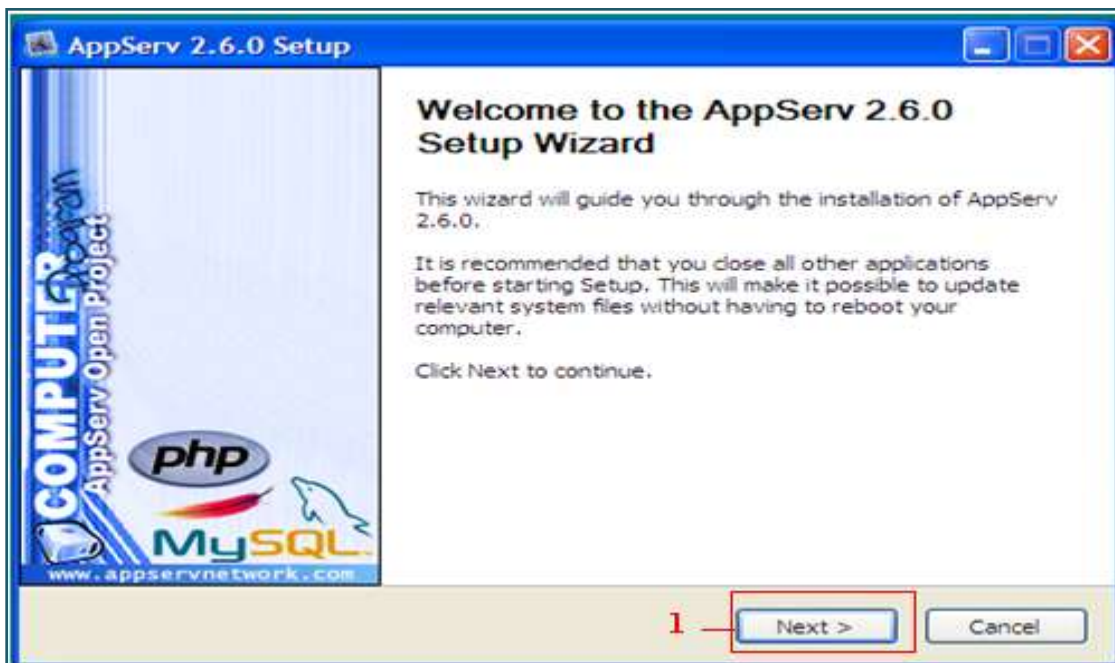 AppServ 2.6.0 Setup
Welcome to the AppServ 2.6.0
Setup Wizard
This wizard will guide you through the installation of AppServ
2.6.0.
It is recommended that you close all other applications
before starting Setup. This will make it possible to update
relevant system files without having to reboot your
computer.
Click Next to continue.
COMPUTER
Program
AppServ Open Project
php
MySQL
www.appservnetwork.com
1
Next >
Cancel